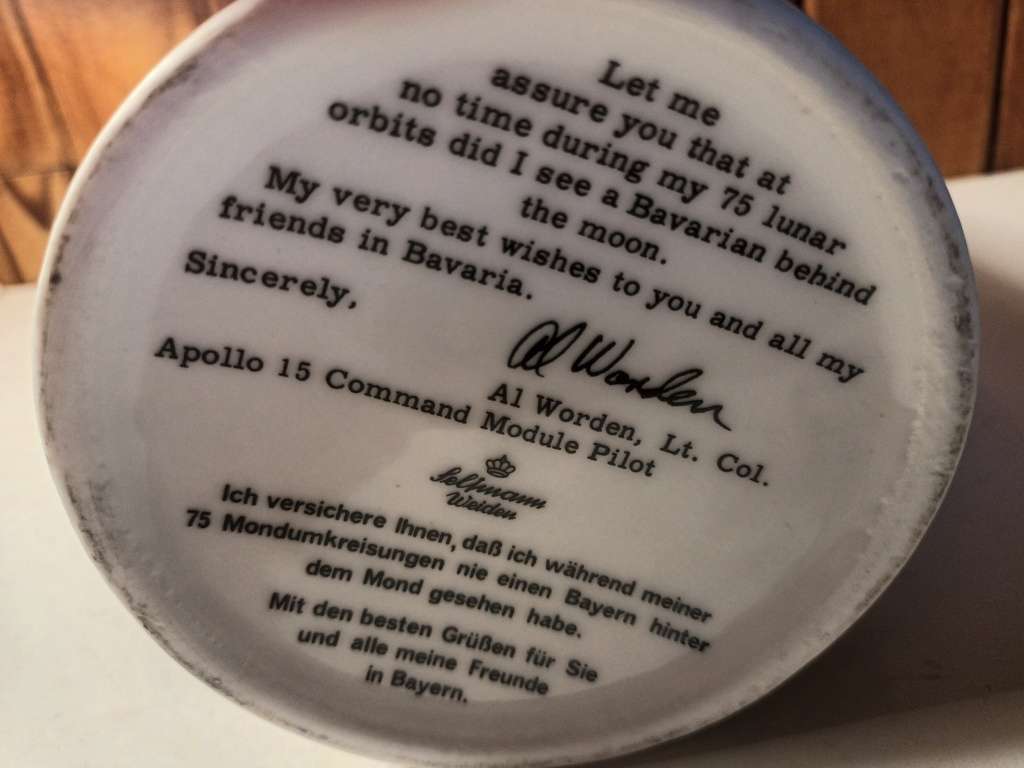 Let me
assure you that at
no time during my 75 lunar
orbits did I see a Bavarian behind
the moon.
My very best wishes to you and all my
friends in Bavaria.
Sincerely,
Al Worden
Al Worden, Lt. Col.
Apollo 15 Command Module Pilot
Seltmann
Weiden
Ich versichere Ihnen, daß ich während meiner
75 Mondumkreisungen nie einen Bayern hinter
dem Mond gesehen habe.
Mit den besten Grüßen für Sie
und alle meine Freunde
in Bayern.